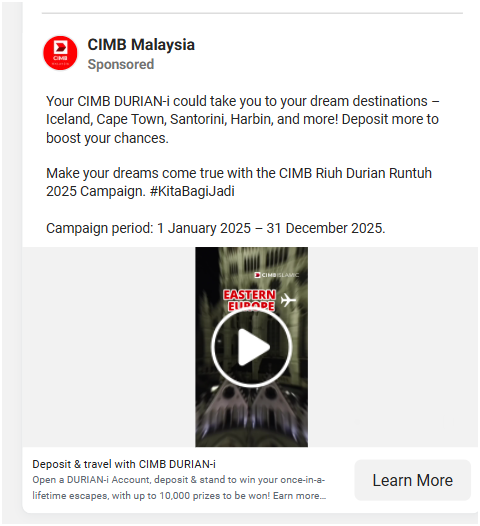 CIMB Malaysia
Sponsored
Your CIMB DURIAN-i could take you to your dream destinations –
Iceland, Cape Town, Santorini, Harbin, and more! Deposit more to
boost your chances.
Make your dreams come true with the CIMB Riuh Durian Runtuh
2025 Campaign. #KitaBagiJadi
Campaign period: 1 January 2025 – 31 December 2025.
CIMB ISLAMIC
EASTERN
EUROPE
Deposit & travel with CIMB DURIAN-i
Open a DURIAN-i Account, deposit & stand to win your once-in-a-
lifetime escapes, with up to 10,000 prizes to be won! Earn more…
Learn More